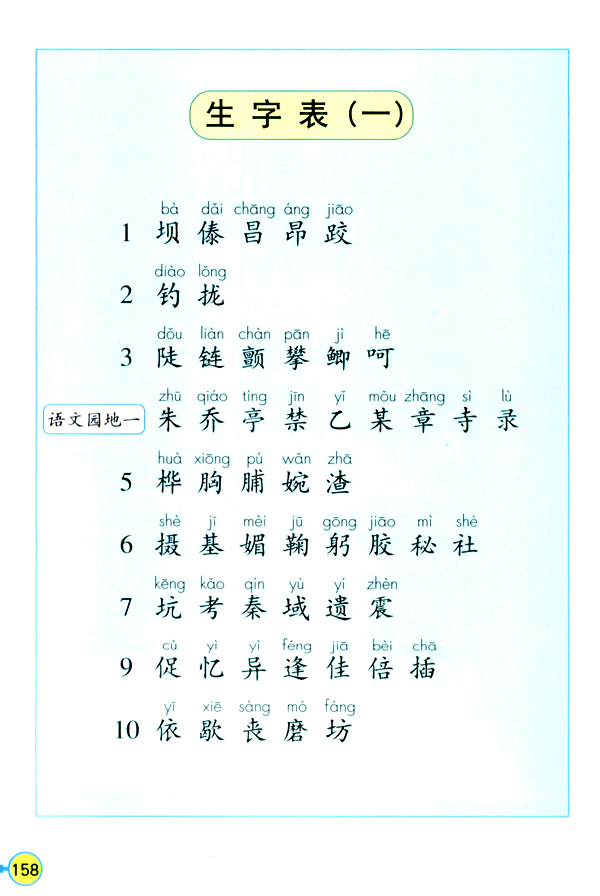 生字表(一)
bà dǎi chāng áng jiāo
1 坝 傣 昌 昂 跤
diào lǒng
2 钓 拢
dǒu liàn chàn pān jì hē
3 陡 链 颤 攀 鲫 呵
zhū qiáo tíng jīn yǐ mǒu zhāng sì lù
语文园地一 朱 乔 亭 禁 乙 某 章 寺 录
huà xiōng pú wǎn zhā
5 桦 胸 脯 婉 渣
shè jī mèi jū gōng jiāo mì shè
6 摄 基 媚 鞠 躬 胶 秘 社
kēng kǎo qín yù yí zhèn
7 坑 考 秦 域 遗 震
cù yì yì féng jiā bèi chā
9 促 忆 异 逢 佳 倍 插
yī xiē sàng mò fáng
10 依 歇 丧 磨 坊
158